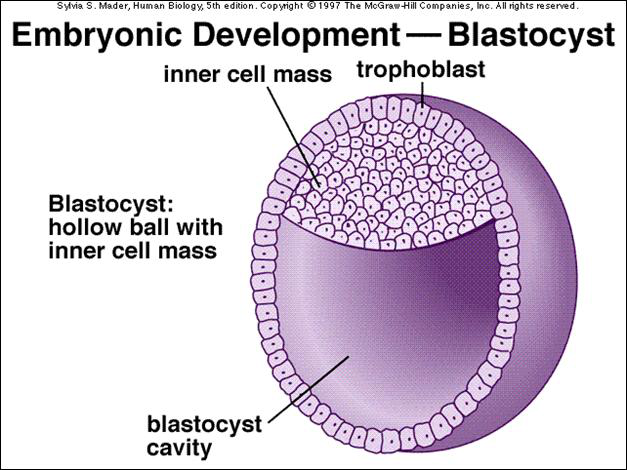 Sylvia S. Mader, Human Biology, 5th edition. Copyright © 1997 The McGraw-Hill Companies, Inc. All rights reserved.
Embryonic Development — Blastocyst
inner cell mass
trophoblast
Blastocyst:
hollow ball with
inner cell mass
blastocyst
cavity